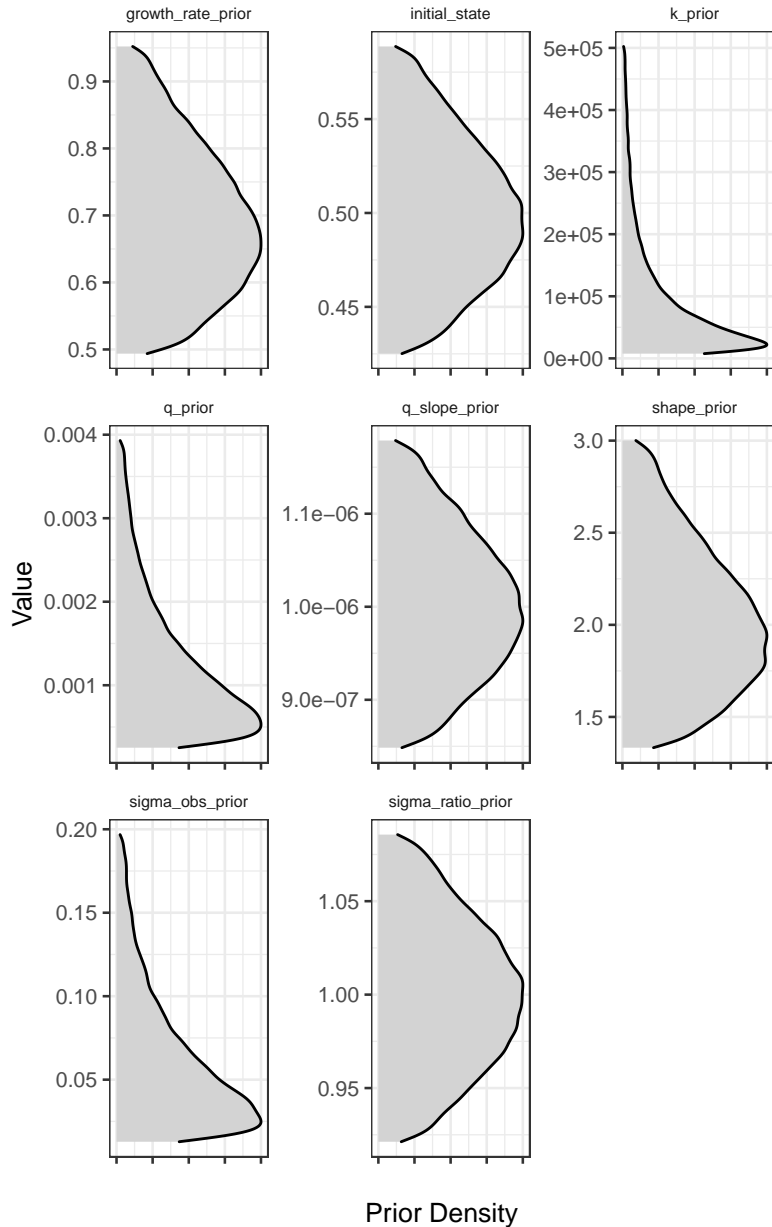 growth_rate_prior
initial_state
k_prior
0.9
0.8
0.7
0.6
0.5
0.55
0.50
0.45
5e+05
4e+05
3e+05
2e+05
1e+05
0e+00
q_prior
q_slope_prior
shape_prior
0.004
0.003
0.002
0.001
1.1e−06
1.0e−06
9.0e−07
3.0
2.5
2.0
1.5
Value
sigma_obs_prior
sigma_ratio_prior
0.20
0.15
0.10
0.05
1.05
1.00
0.95
Prior Density